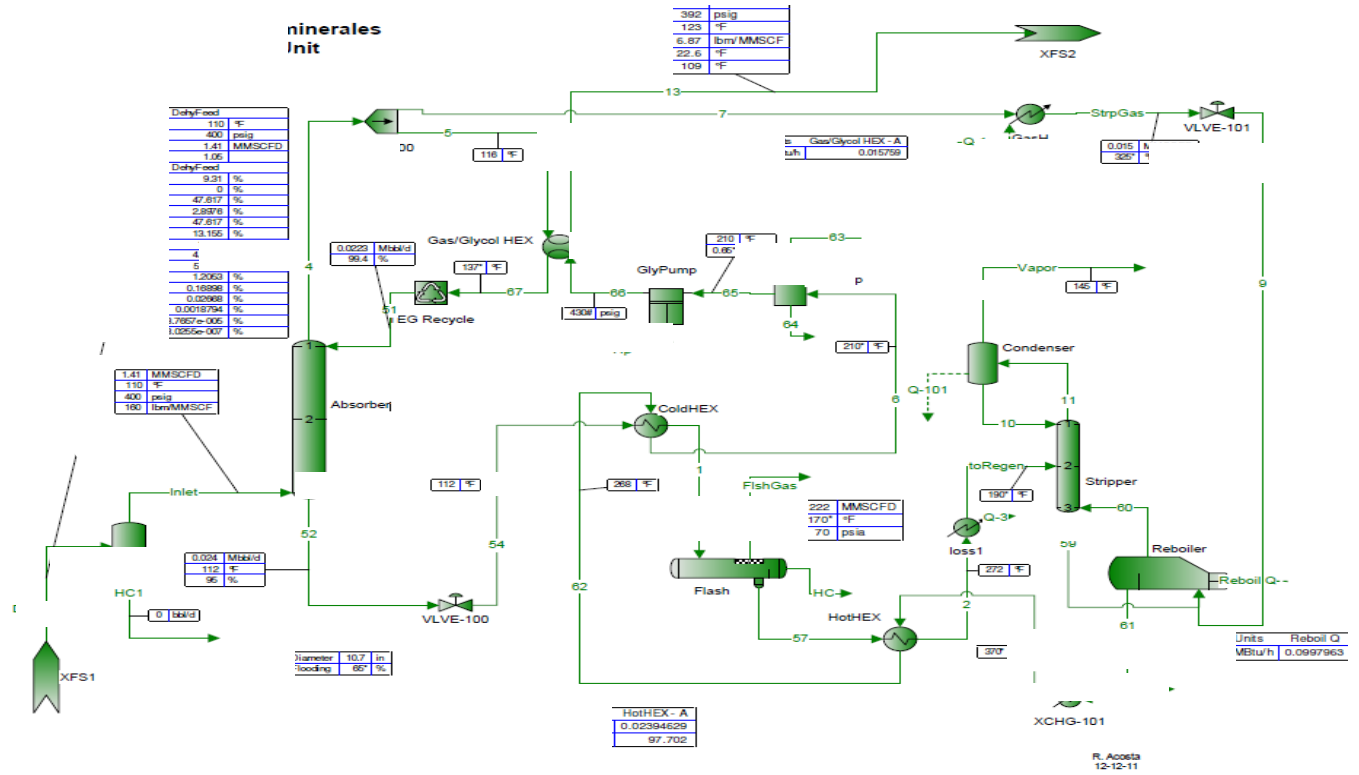 minerales
Unit
392 psig
123 °F
6.87 lbm/MMSCF
22.6 °F
109 °F
XFS2
13
7
StrpGas
VLVE-101
DehyFeed
110 °F
400 psig
1.41 MMSCFD
1.05
DehyFeed
9.31 %
0 %
47.617 %
2.8976 %
47.617 %
13.155 %
4
5
1.2053 %
0.16898 %
0.02668 %
0.0018794 %
.7657e-005 %
.0255e-007 %
5
00
116 °F
Gas/Glycol HEX - A
0.015759
-Q
0.015
325* °
0.0223 Mbbl/d
99.4 %
Gas/Glycol HEX
137* °F
67
51
EG Recycle
4
210 °F
0.65*
63
GlyPump
66
65
64
430# psig
210* °F
P
6
9
Vapor
145 °F
Condenser
Q-101
11
10
1
2
3
toRegen
190* °F
Stripper
60
59
Reboiler
Reboil Q
61
1.41 MMSCFD
110 °F
400 psig
160 lbm/MMSCF
1
Absorber
2
Inlet
52
112 °F
54
ColdHEX
1
268 °F
62
FlshGas
222 MMSCFD
170* °F
70 psia
Flash
HC
57
HotHEX
2
loss1
Q-3
272 °F
370*
0.024 Mbbl/d
112 °F
95 %
VLVE-100
HC1
0 bbl/d
XFS1
Diameter 10.7 in
Flooding 65* %
HotHEX - A
0.02394629
97.702
Units Reboil Q
MBtu/h 0.0997963
XCHG-101
R. Acosta
12-12-11